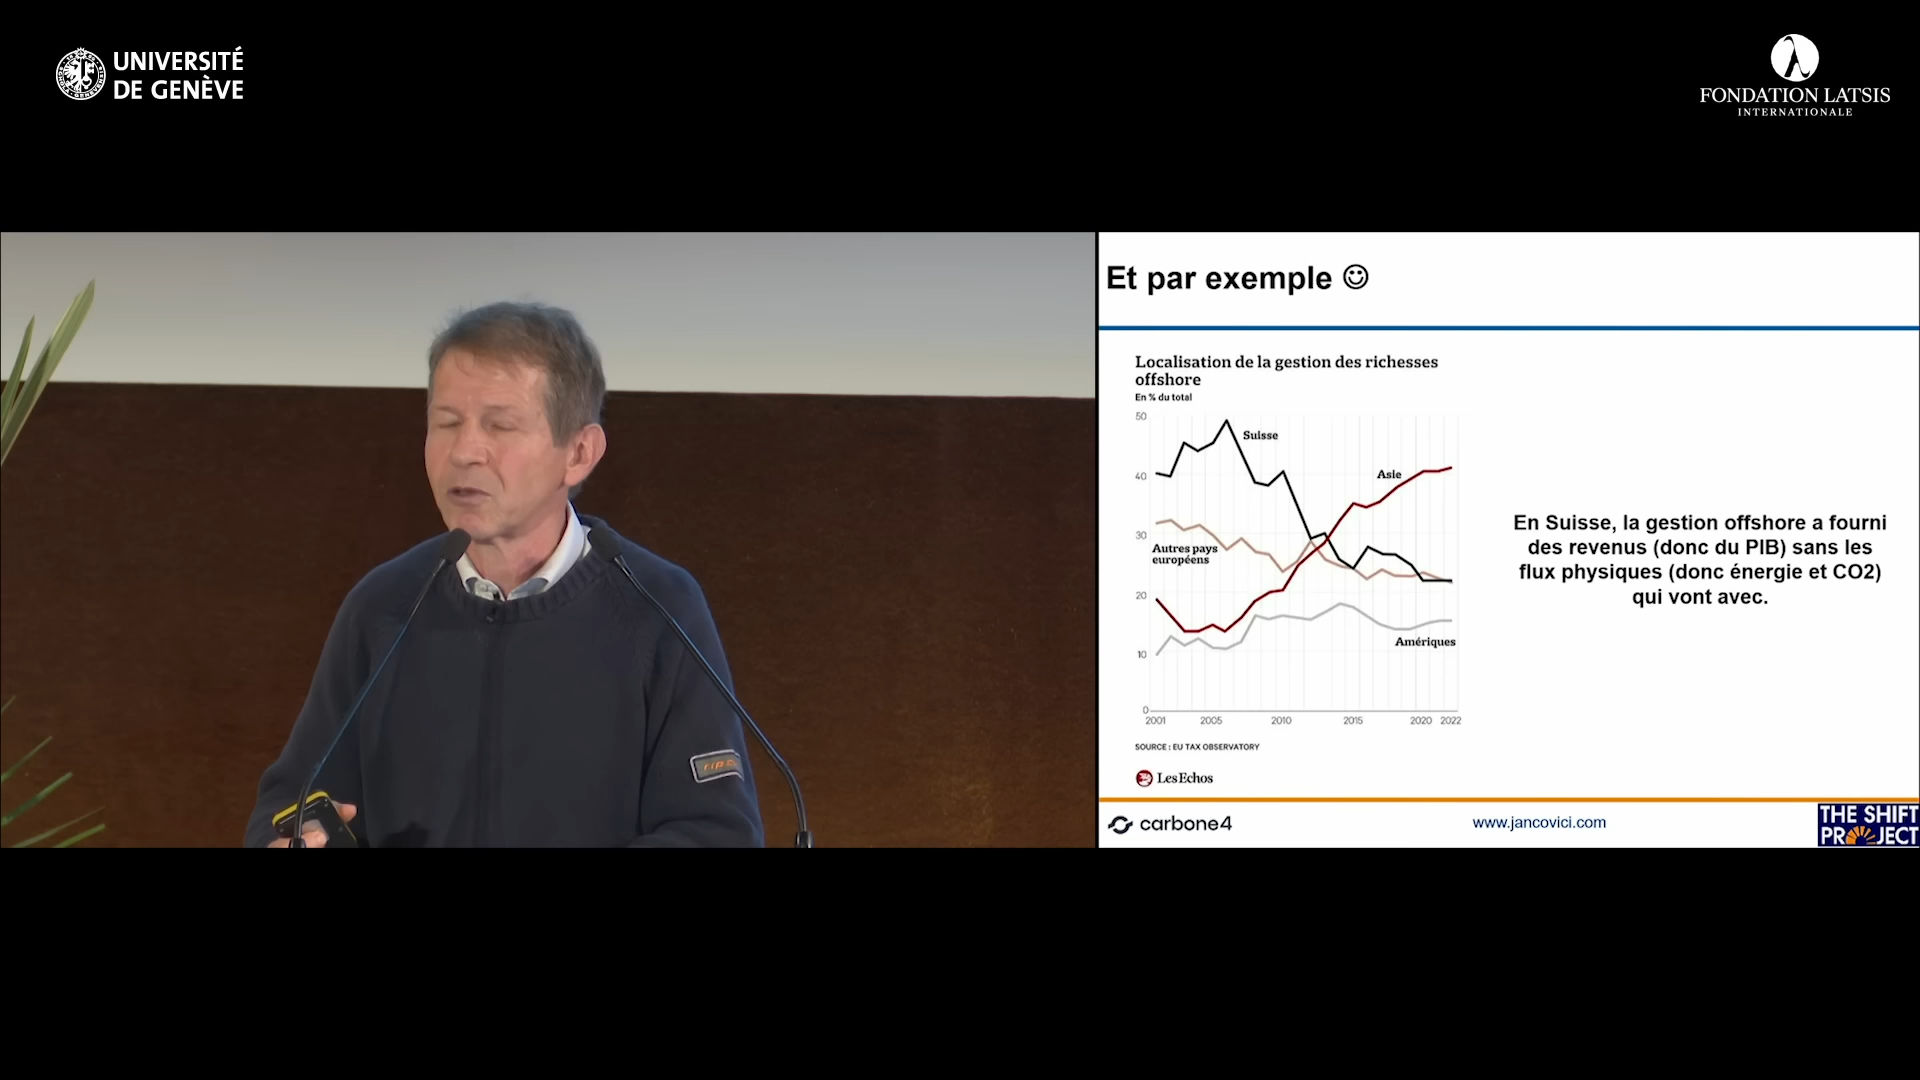 UNIVERSITÉ
DE GENÈVE
FONDATION LATSIS
INTERNATIONALE
Et par exemple ☺
Localisation de la gestion des richesses
offshore
En % du total
50
40
30
20
10
0
Suisse
Asie
Autres pays
européens
Amériques
2001
2005
2010
2015
2020
2022
SOURCE : EU TAX OBSERVATORY
Les Echos
En Suisse, la gestion offshore a fourni
des revenus (donc du PIB) sans les
flux physiques (donc énergie et CO2)
qui vont avec.
carbone4
www.jancovici.com
THE SHIFT
PROJECT